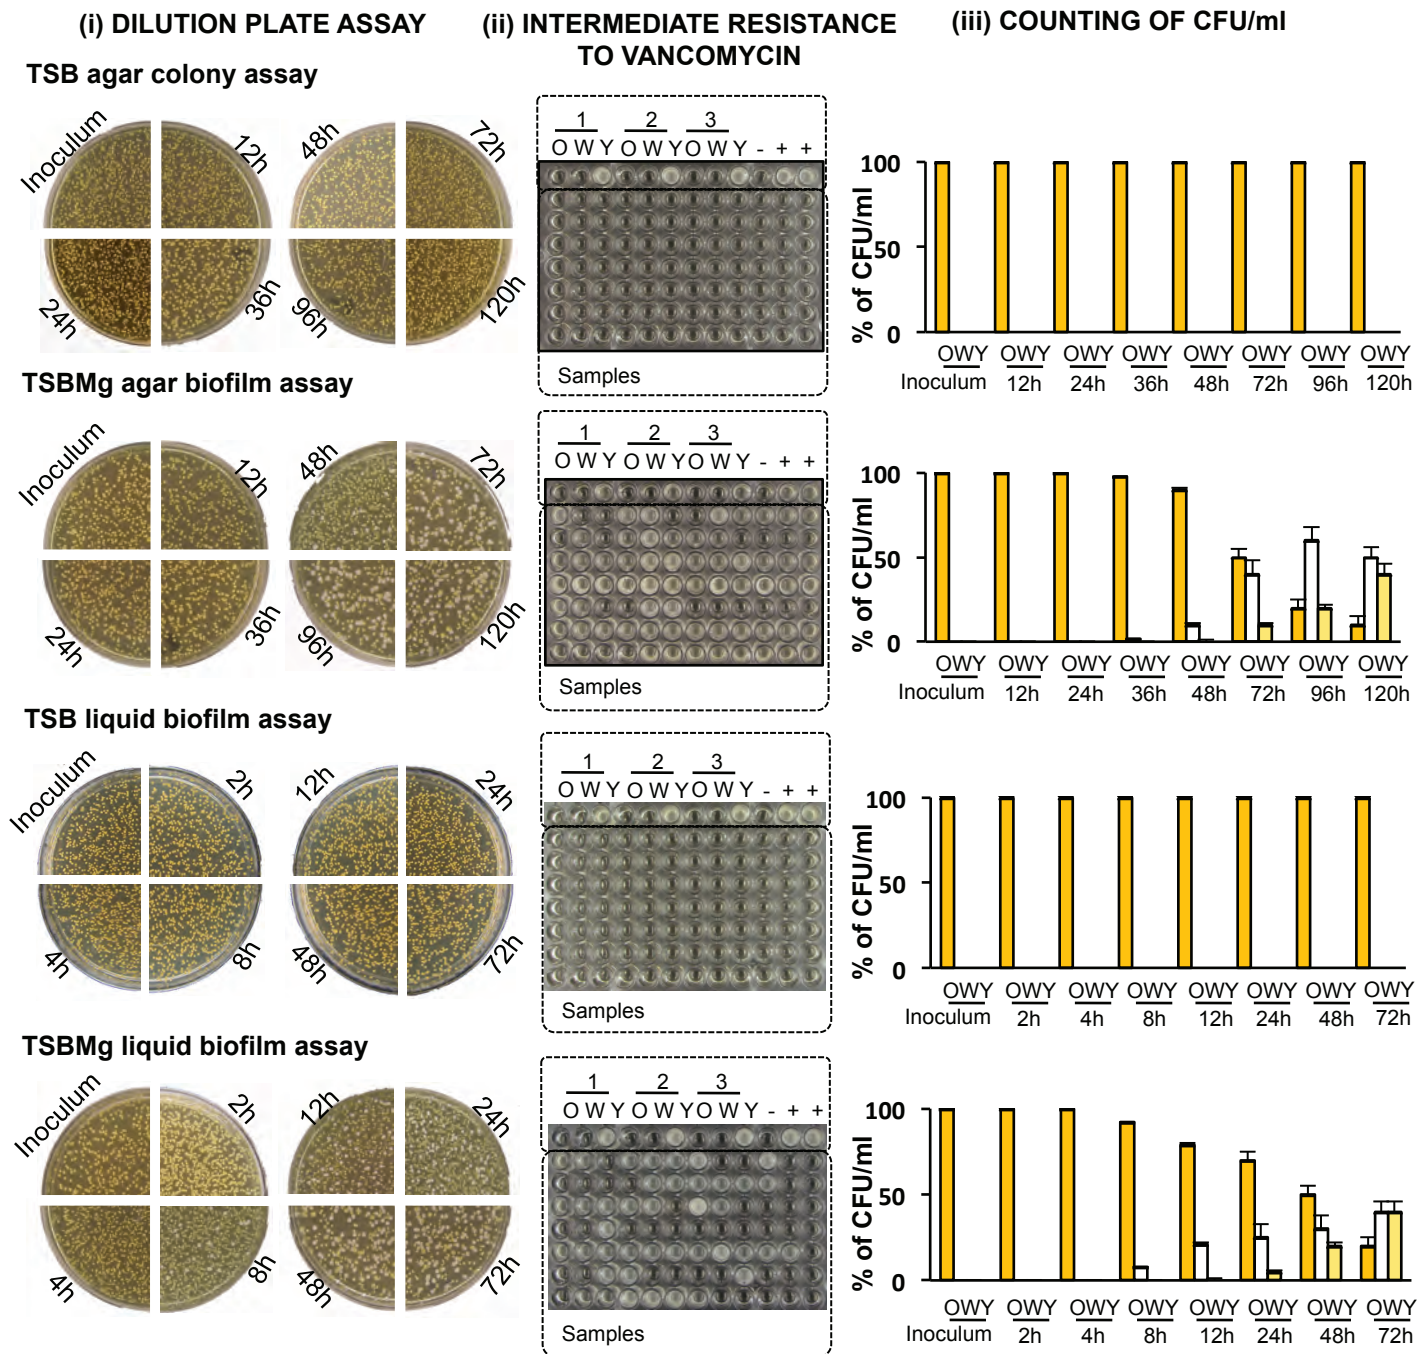 (i) DILUTION PLATE ASSAY
(ii) INTERMEDIATE RESISTANCE
TO VANCOMYCIN
(iii) COUNTING OF CFU/ml
TSB agar colony assay
Inoculum
12h
24h
36h
48h
72h
96h
120h
1 2 3
O W Y O W Y O W Y - + +
Samples
% of CFU/ml
100
50
0
OWY OWY OWY OWY OWY OWY OWY OWY
Inoculum 12h 24h 36h 48h 72h 96h 120h
TSBMg agar biofilm assay
Inoculum
12h
24h
36h
48h
72h
96h
120h
1 2 3
O W Y O W Y O W Y - + +
Samples
% of CFU/ml
100
50
0
OWY OWY OWY OWY OWY OWY OWY OWY
Inoculum 12h 24h 36h 48h 72h 96h 120h
TSB liquid biofilm assay
Inoculum
2h
4h
8h
12h
24h
48h
72h
1 2 3
O W Y O W Y O W Y - + +
Samples
% of CFU/ml
100
50
0
OWY OWY OWY OWY OWY OWY OWY OWY
Inoculum 2h 4h 8h 12h 24h 48h 72h
TSBMg liquid biofilm assay
Inoculum
2h
4h
8h
12h
24h
48h
72h
1 2 3
O W Y O W Y O W Y - + +
Samples
% of CFU/ml
100
50
0
OWY OWY OWY OWY OWY OWY OWY OWY
Inoculum 2h 4h 8h 12h 24h 48h 72h